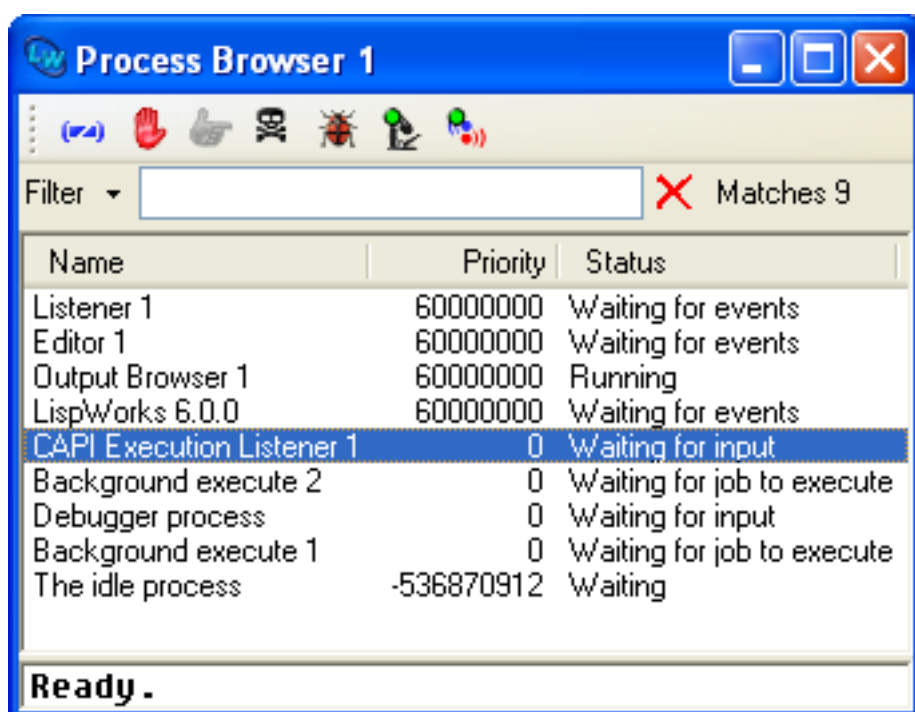 Process Browser 1
Filter Matches 9
Name Priority Status
Listener 1 60000000 Waiting for events
Editor 1 60000000 Waiting for events
Output Browser 1 60000000 Running
LispWorks 6.0.0 60000000 Waiting for events
CAPI Execution Listener 1 0 Waiting for input
Background execute 2 0 Waiting for job to execute
Debugger process 0 Waiting for input
Background execute 1 0 Waiting for job to execute
The idle process -536870912 Waiting
Ready.